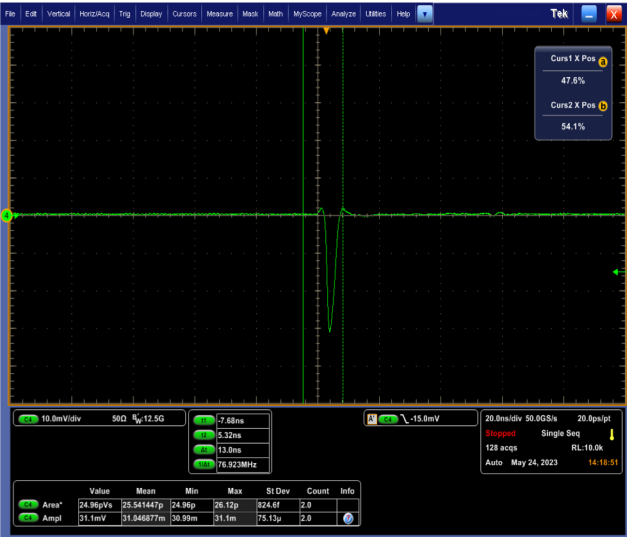 File Edit Vertical Horiz/Acq Trig Display Cursors Measure Mask Math MyScope Analyze Utilities Help Tek X
Curs1 X Pos a
47.6%
Curs2 X Pos b
54.1%
4
C4 10.0mV/div 50Ω BW:12.5G
t1 -7.68ns
t2 5.32ns
Δt 13.0ns
1/Δt 76.923MHz
A' C4 -15.0mV
20.0ns/div 50.0GS/s 20.0ps/pt
Stopped Single Seq
128 acqs RL:10.0k
Auto May 24, 2023 14:18:51
Value Mean Min Max St Dev Count Info
C4 Area* 24.96pVs 25.541447p 24.96p 26.12p 824.6f 2.0
C4 Ampl 31.1mV 31.046877m 30.99m 31.1m 75.13µ 2.0